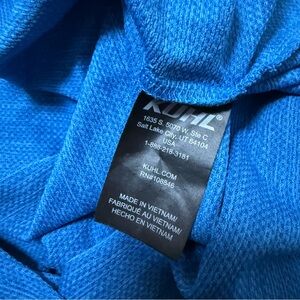 KÜHL®
1635 S. 5070 W. Ste C
Salt Lake City, UT 84104
USA
1-888-218-3181
KUHL.COM
RN#108846
MADE IN VIETNAM/
FABRIQUÉ AU VIETNAM/
HECHO EN VIETNAM